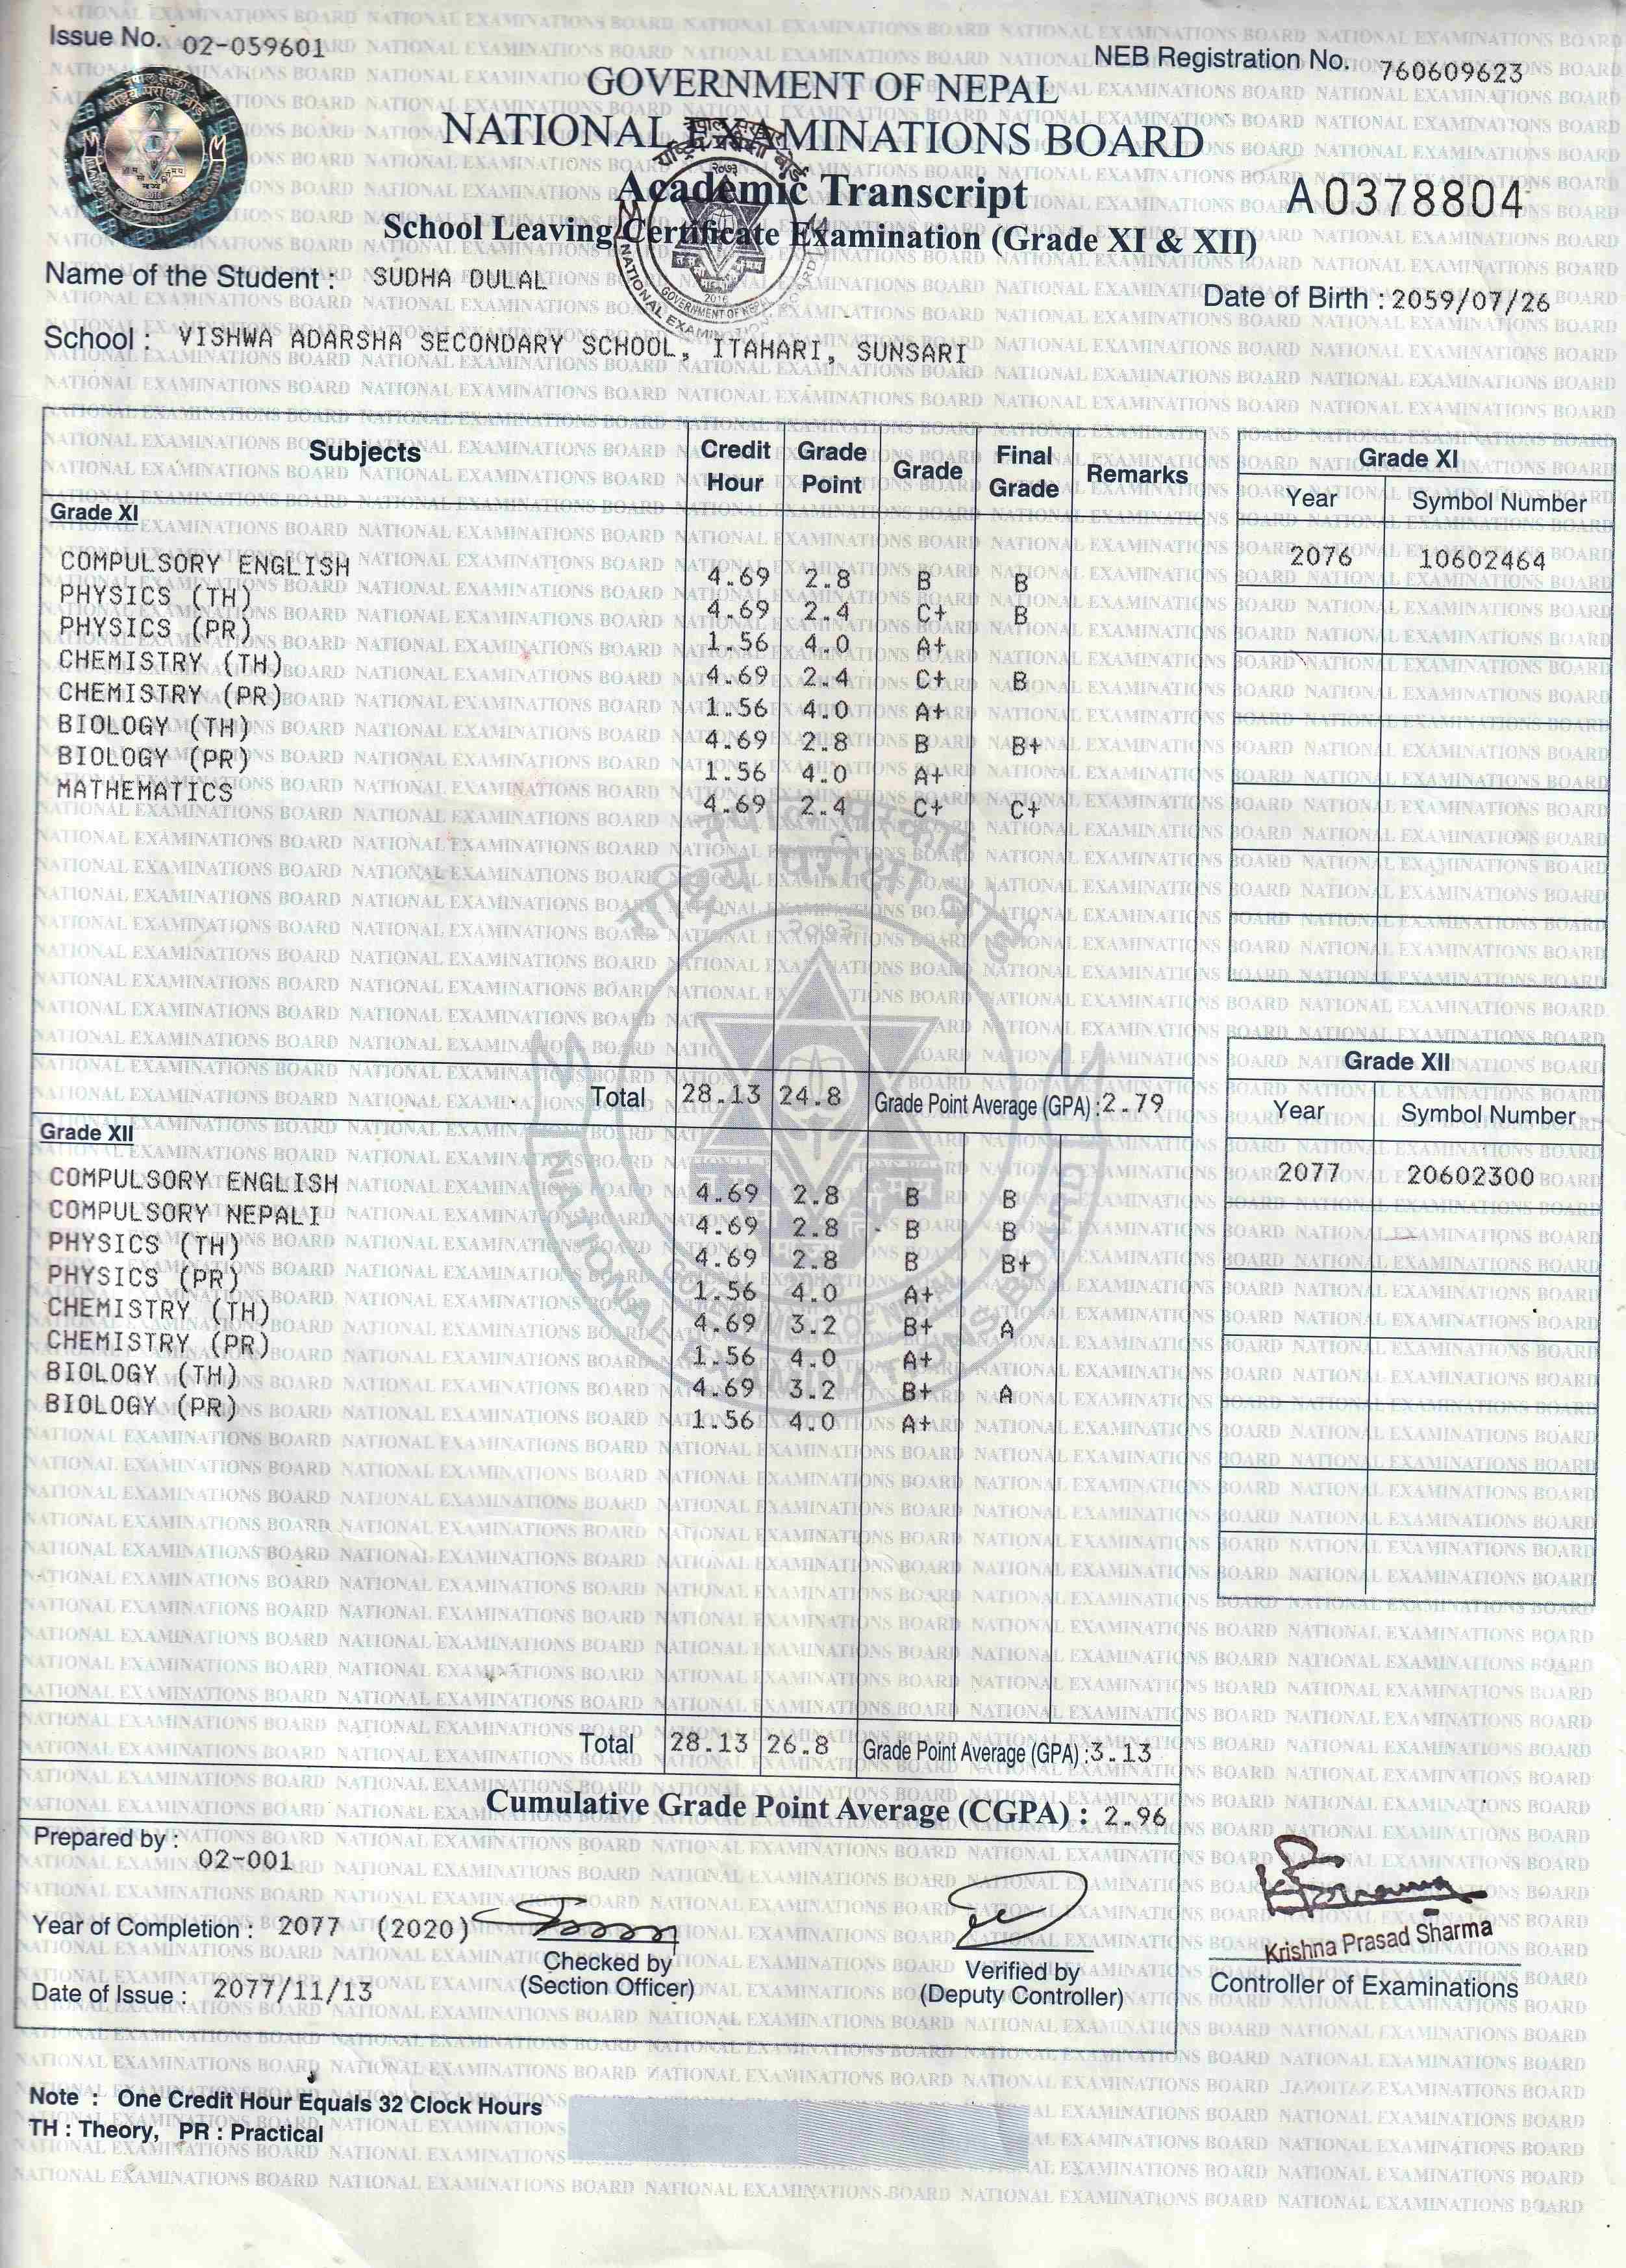 Issue No. 02-059601
NEB Registration No. 760609623
GOVERNMENT OF NEPAL
NATIONAL EXAMINATIONS BOARD
Academic Transcript
A0378804
School Leaving Certificate Examination (Grade XI & XII)
Name of the Student : SUDHA DULAL
Date of Birth : 2059/07/26
School : VISHWA ADARSHA SECONDARY SCHOOL, ITAHARI, SUNSARI
Subjects Credit Hour Grade Point Grade Final Grade Remarks
Grade XI
COMPULSORY ENGLISH 4.69 2.8 B B
PHYSICS (TH) 4.69 2.4 C+ B
PHYSICS (PR) 1.56 4.0 A+
CHEMISTRY (TH) 4.69 2.4 C+ B
CHEMISTRY (PR) 1.56 4.0 A+
BIOLOGY (TH) 4.69 2.8 B B+
BIOLOGY (PR) 1.56 4.0 A+
MATHEMATICS 4.69 2.4 C+ C+
Total 28.13 24.8 Grade Point Average (GPA) : 2.79
Grade XII
COMPULSORY ENGLISH 4.69 2.8 B B
COMPULSORY NEPALI 4.69 2.8 B B
PHYSICS (TH) 4.69 2.8 B B+
PHYSICS (PR) 1.56 4.0 A+
CHEMISTRY (TH) 4.69 3.2 B+ A
CHEMISTRY (PR) 1.56 4.0 A+
BIOLOGY (TH) 4.69 3.2 B+ A
BIOLOGY (PR) 1.56 4.0 A+
Total 28.13 26.8 Grade Point Average (GPA) : 3.13
Cumulative Grade Point Average (CGPA) : 2.96
Grade XI
Year Symbol Number
2076 10602464
Grade XII
Year Symbol Number
2077 20602300
Prepared by : 02-001
Year of Completion : 2077 (2020)
Date of Issue : 2077/11/13
Checked by
(Section Officer)
Verified by
(Deputy Controller)
Krishna Prasad Sharma
Controller of Examinations
Note : One Credit Hour Equals 32 Clock Hours
TH : Theory, PR : Practical
नेपाल सरकार
राष्ट्रिय परीक्षा बोर्ड
२०७३
GOVERNMENT OF NEPAL
NATIONAL EXAMINATIONS BOARD